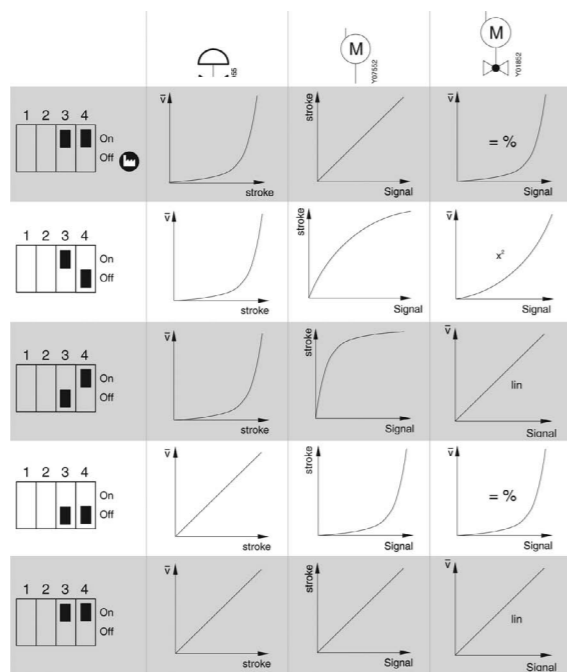 M
M
Y07552
Y01852
1 2 3 4
On
Off
v̄
stroke
stroke
Signal
v̄
= %
Signal
1 2 3 4
On
Off
v̄
stroke
stroke
Signal
v̄
x²
Signal
1 2 3 4
On
Off
v̄
stroke
stroke
Signal
v̄
lin
Signal
1 2 3 4
On
Off
v̄
stroke
stroke
Signal
v̄
= %
Signal
1 2 3 4
On
Off
v̄
stroke
stroke
Signal
v̄
lin
Signal